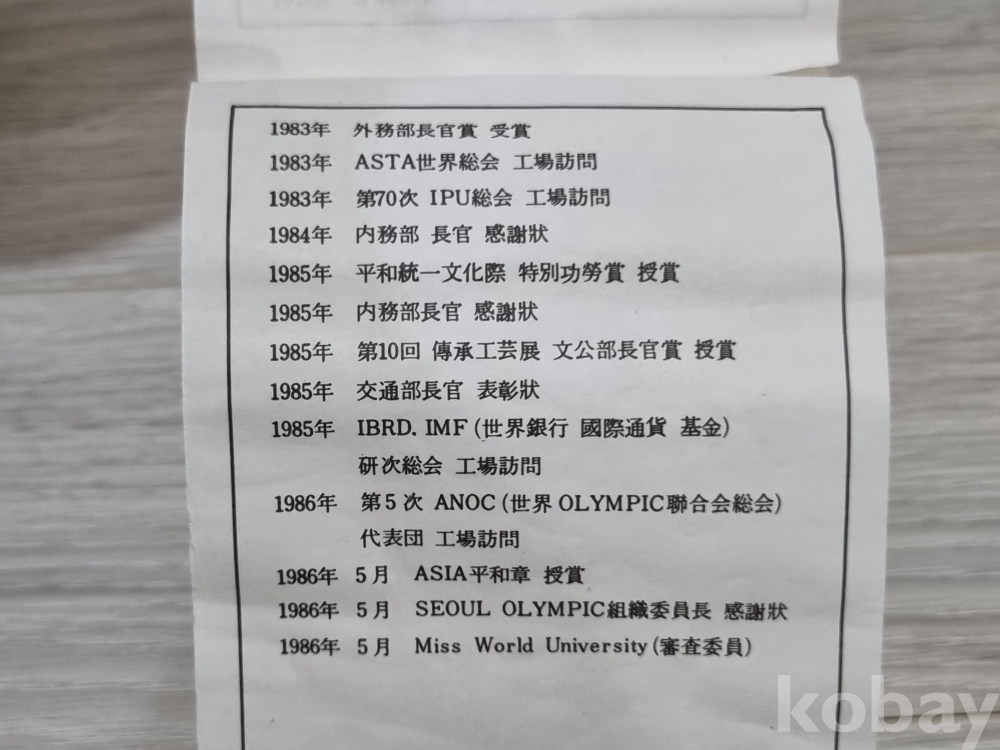 1983年 外務部長官賞 受賞
1983年 ASTA世界総会 工場訪問
1983年 第70次 IPU総会 工場訪問
1984年 内務部 長官 感謝狀
1985年 平和統一文化際 特別功勞賞 授賞
1985年 内務部長官 感謝狀
1985年 第10回 傳承工芸展 文公部長官賞 授賞
1985年 交通部長官 表彰狀
1985年 IBRD. IMF (世界銀行 國際通貨 基金)
研次総会 工場訪問
1986年 第5次 ANOC (世界 OLYMPIC聯合会総会)
代表団 工場訪問
1986年 5月 ASIA平和章 授賞
1986年 5月 SEOUL OLYMPIC組織委員長 感謝狀
1986年 5月 Miss World University (審査委員)
kobay